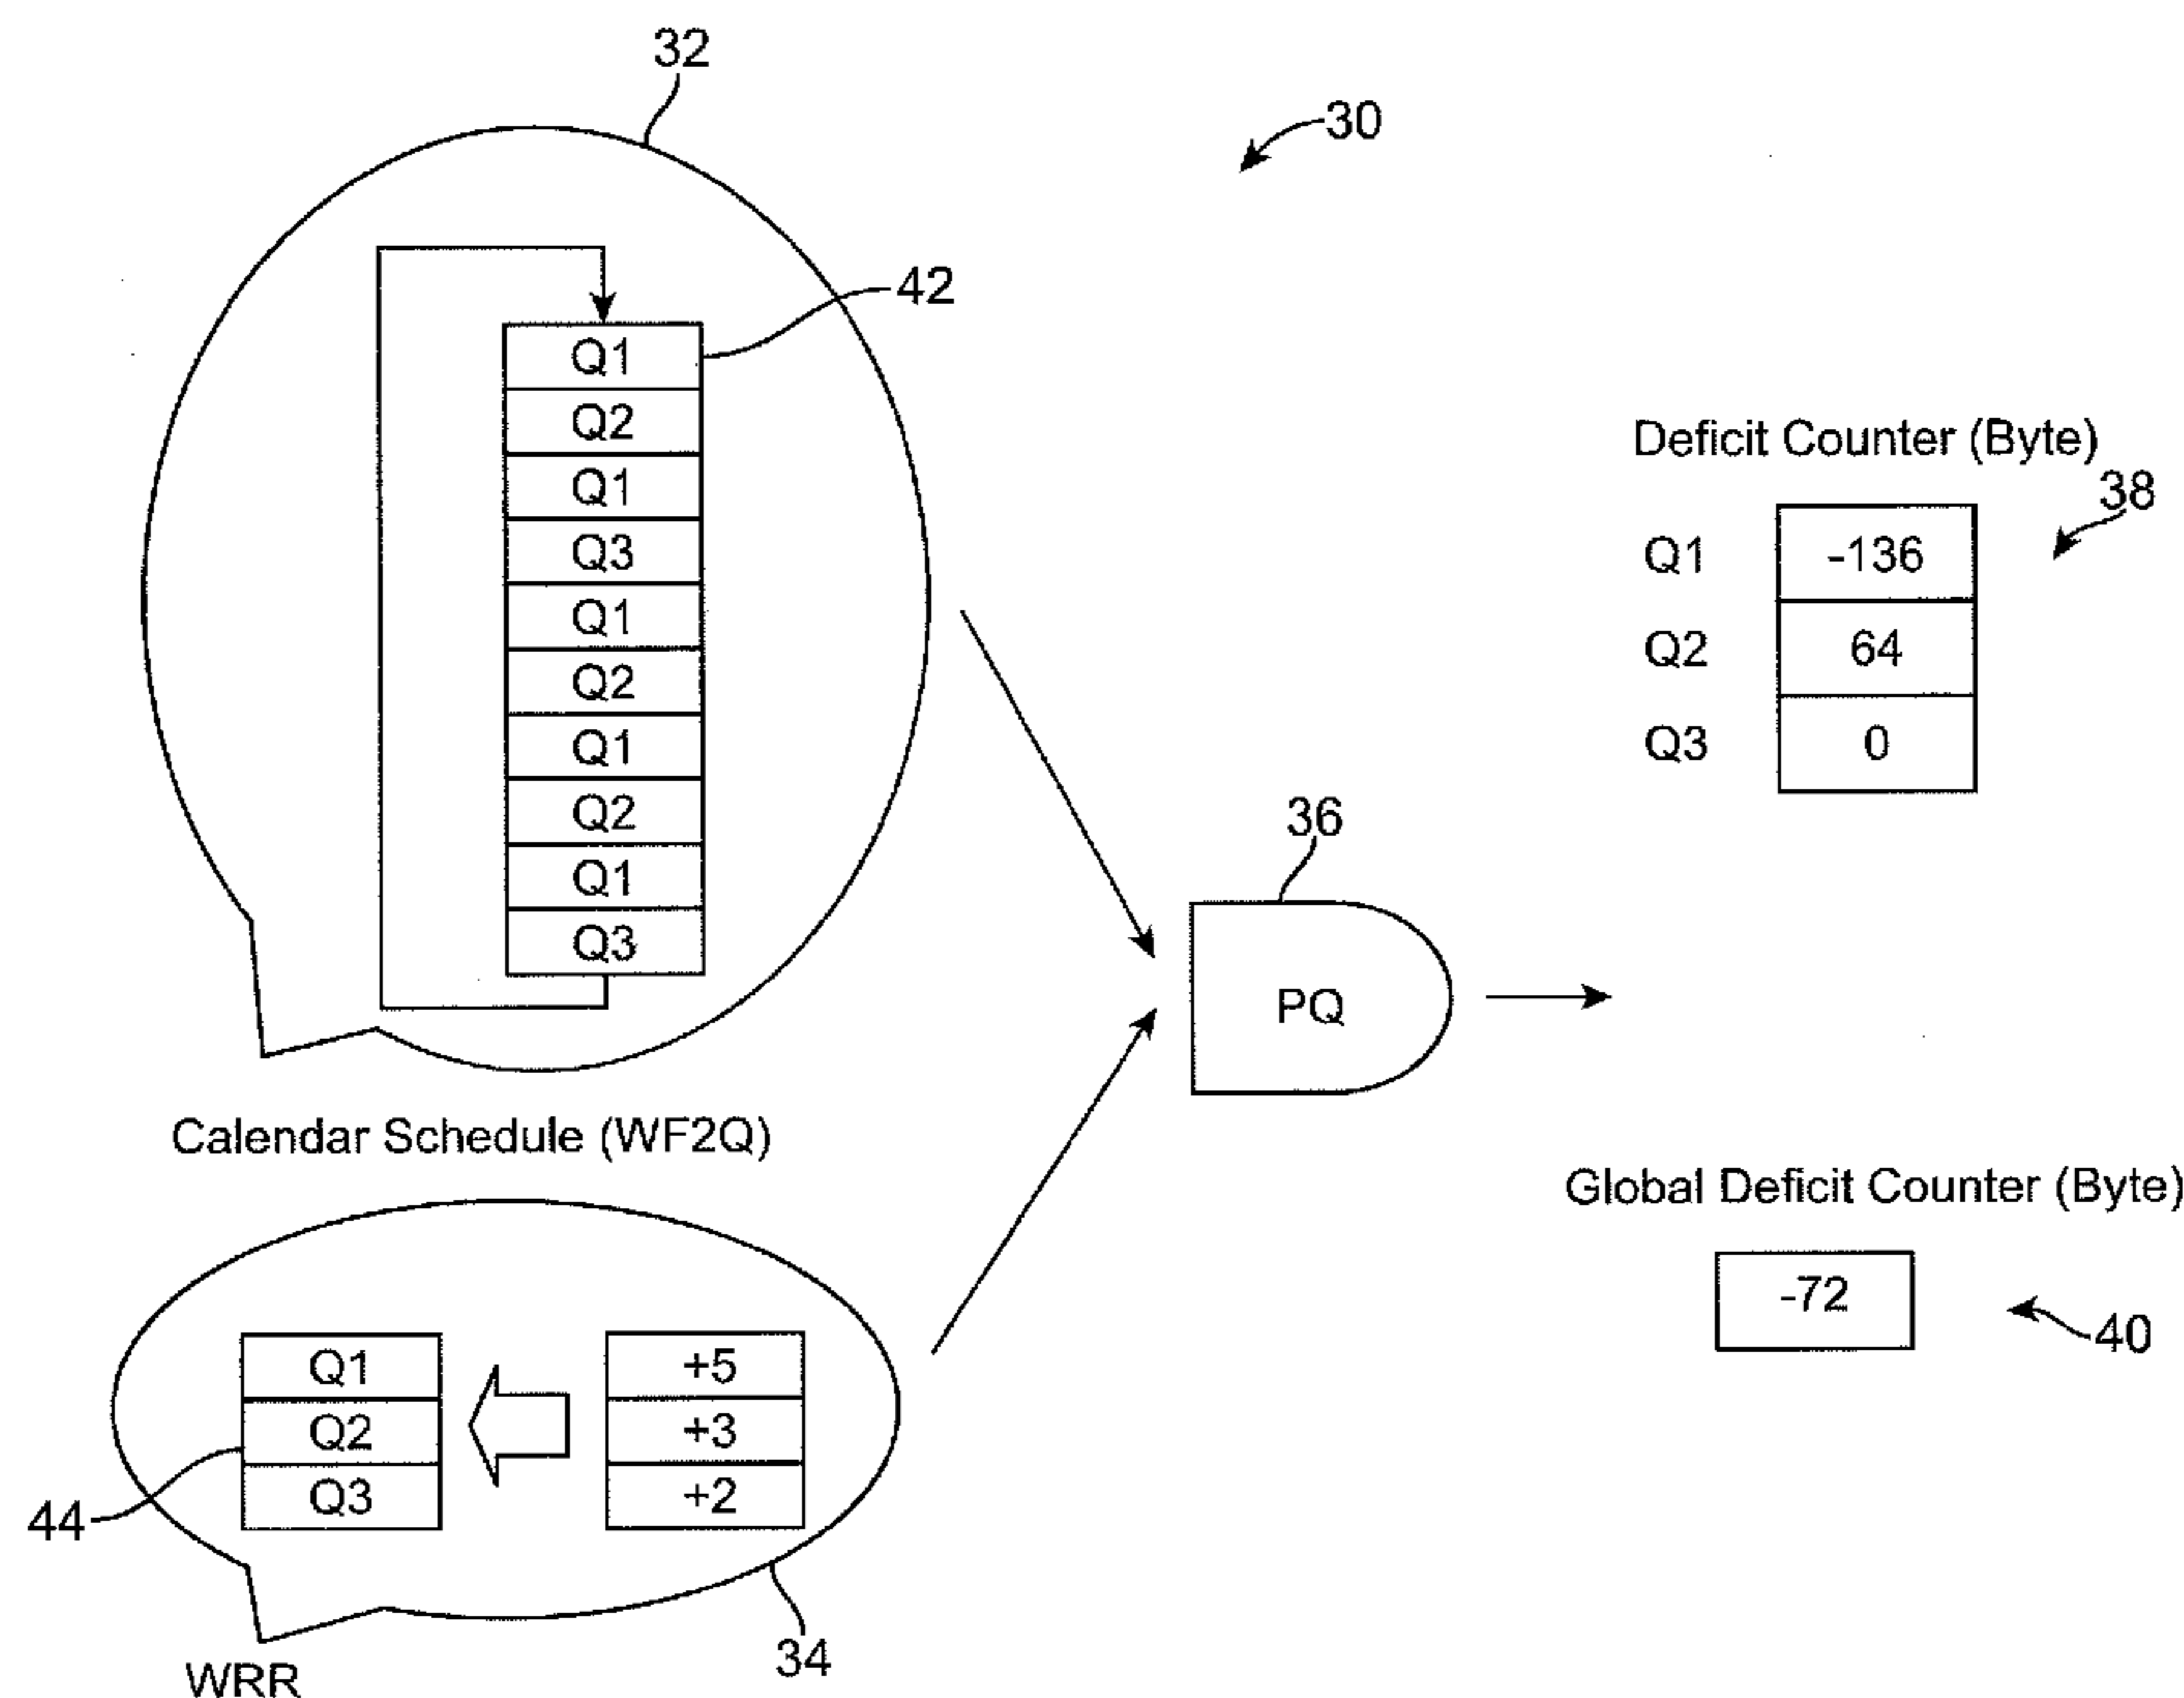 32
30
42
Q1
Q2
Q1
Q3
Q1
Q2
Q1
Q2
Q1
Q3
Calendar Schedule (WF2Q)
Deficit Counter (Byte)
38
Q1 -136
Q2 64
Q3 0
36
PQ
Global Deficit Counter (Byte)
-72
40
Q1 +5
Q2 +3
Q3 +2
44
34
WRR